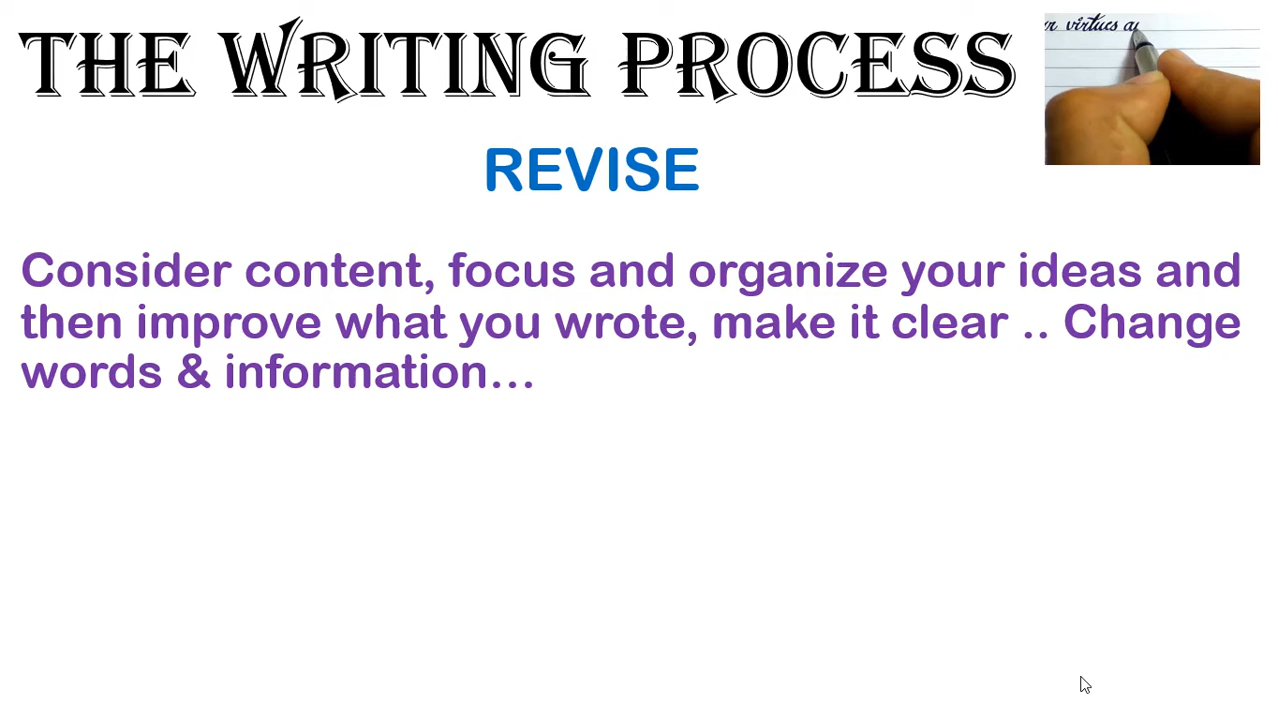 THE WRITING PROCESS
virtues
REVISE
Consider content, focus and organize your ideas and
then improve what you wrote, make it clear .. Change
words & information...